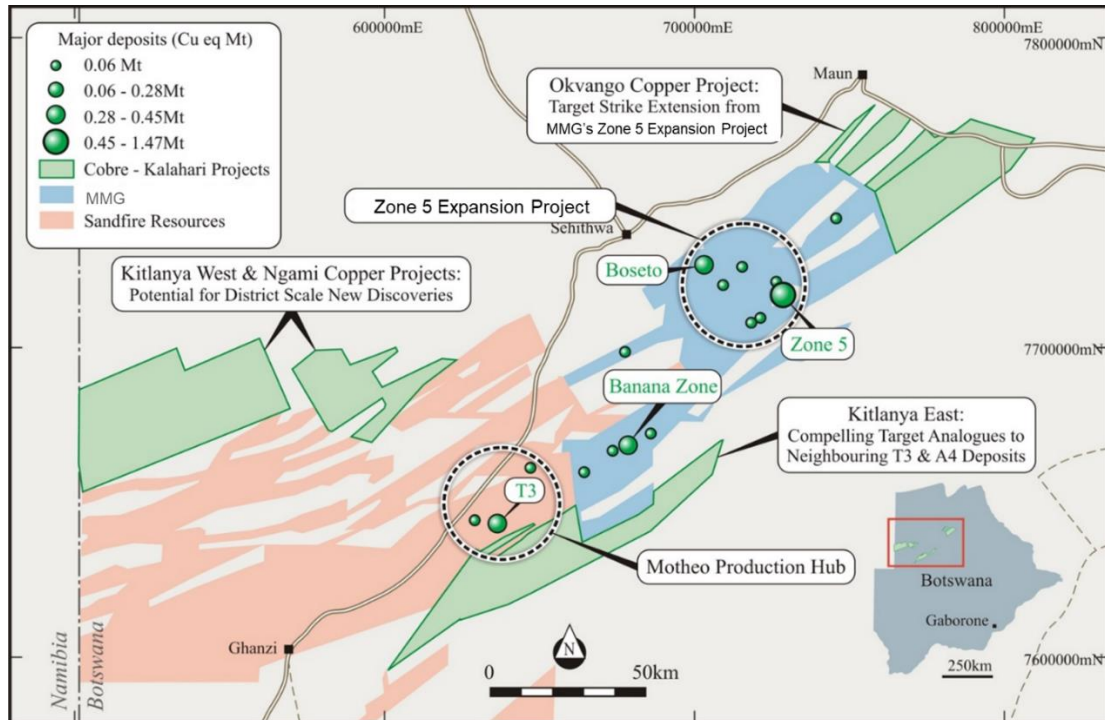 600000mE
700000mE
800000mE
7800000mN
Major deposits (Cu eq Mt)
0.06 Mt
0.06 - 0.28Mt
0.28 - 0.45Mt
0.45 - 1.47Mt
Cobre - Kalahari Projects
MMG
Sandfire Resources
Okvango Copper Project:
Target Strike Extension from
MMG's Zone 5 Expansion Project
Maun
Zone 5 Expansion Project
Sehithwa
Kitlanya West & Ngami Copper Projects:
Potential for District Scale New Discoveries
Boseto
Zone 5
7700000mN
Banana Zone
Kitlanya East:
Compelling Target Analogues to
Neighbouring T3 & A4 Deposits
T3
Motheo Production Hub
Botswana
Gaborone
250km
Ghanzi
N
0
50km
7600000mN
Namibia
Botswana